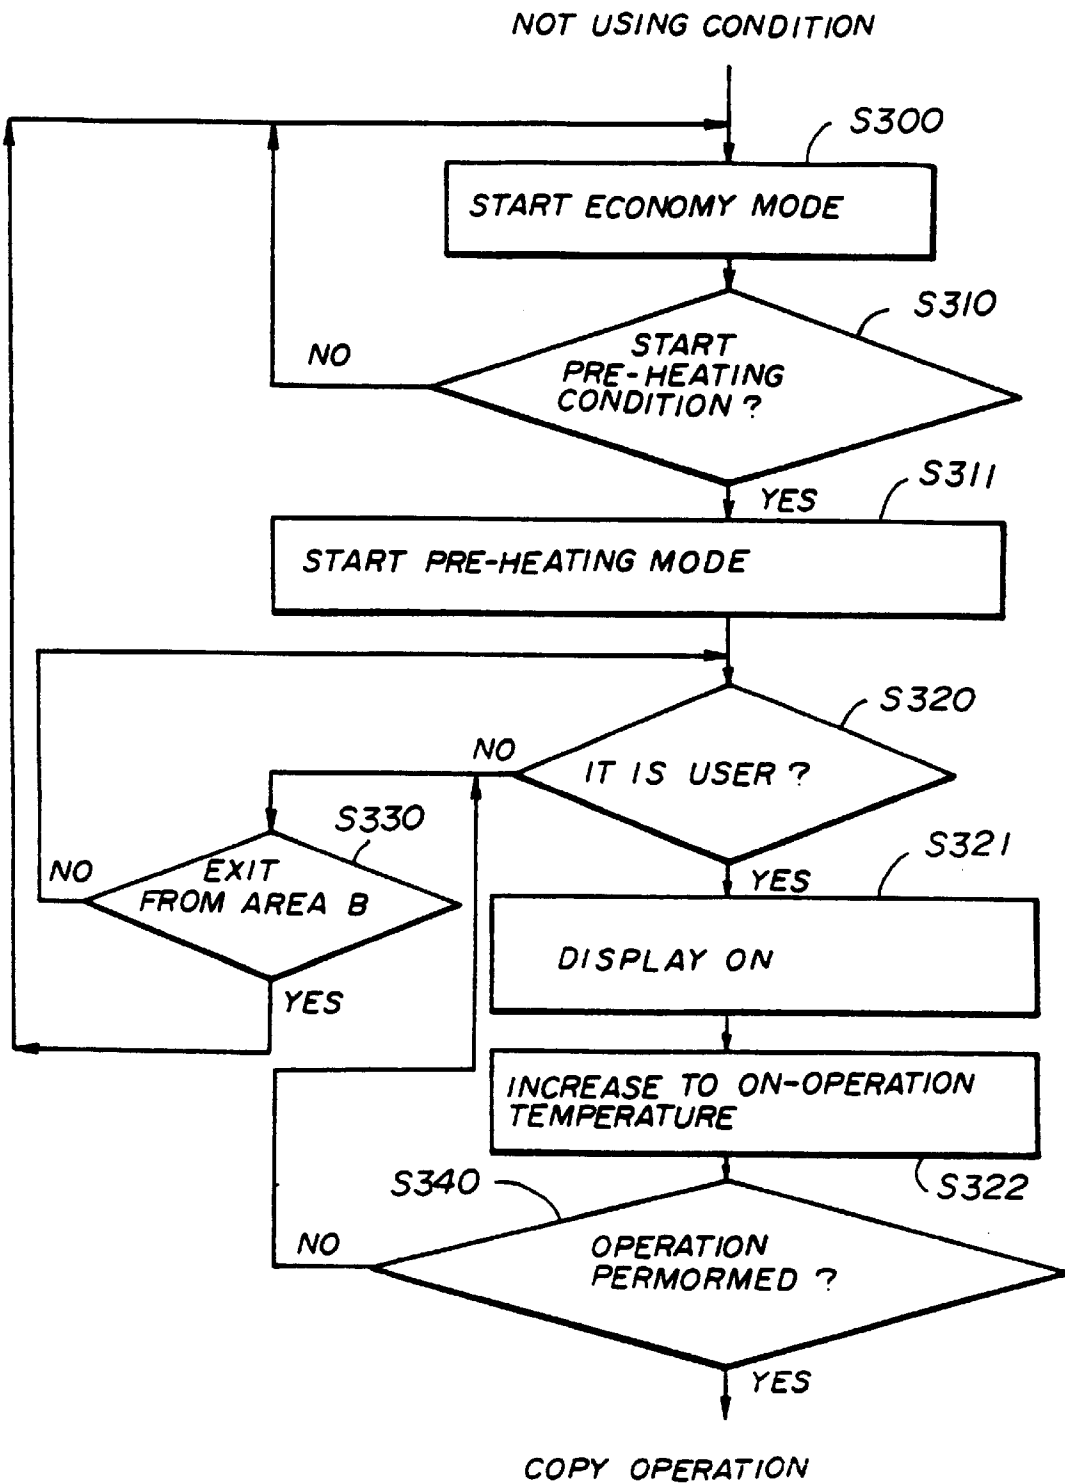 NOT USING CONDITION
S300
START ECONOMY MODE
S310
START
PRE-HEATING
CONDITION ?
NO
YES
S311
START PRE-HEATING MODE
S320
IT IS USER ?
NO
S330
EXIT
FROM AREA B
NO
YES
YES
S321
DISPLAY ON
INCREASE TO ON-OPERATION
TEMPERATURE
S322
S340
OPERATION
PERMORMED ?
NO
YES
COPY OPERATION